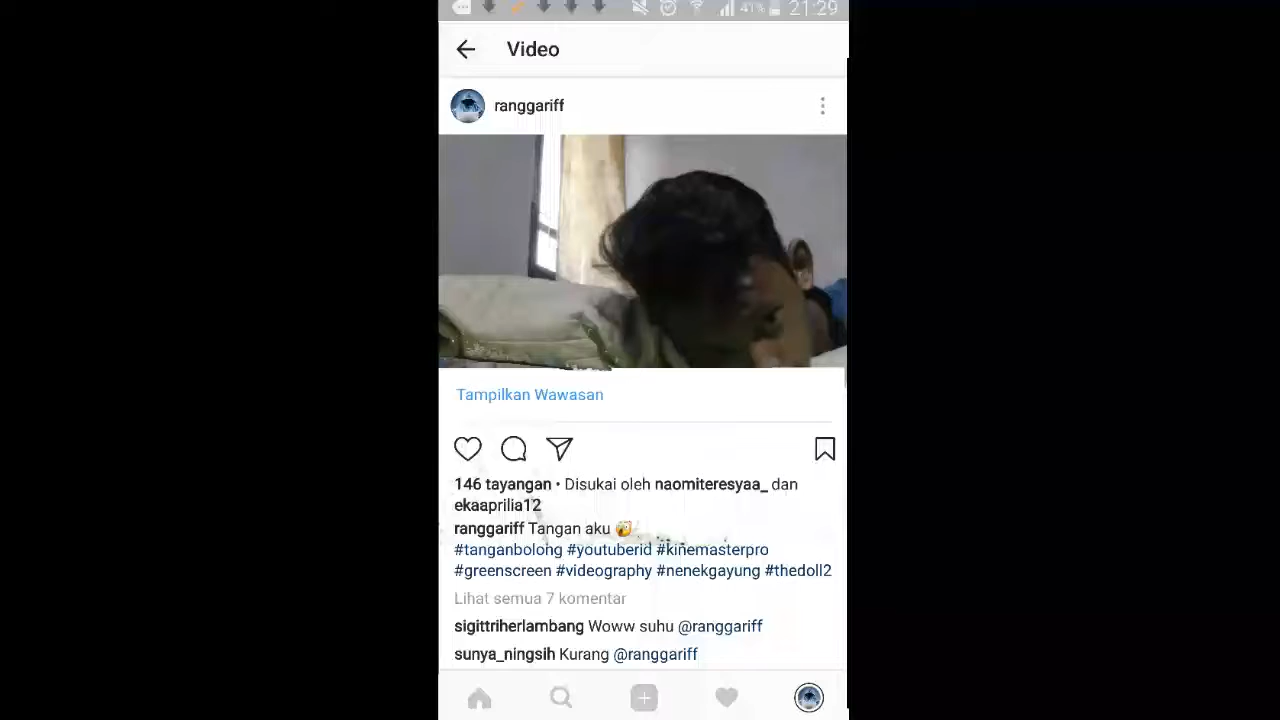 41% 21:29
Video
ranggariff
Tampilkan Wawasan
146 tayangan • Disukai oleh naomiteresyaa_ dan
ekaaprilia12
ranggariff Tangan aku 😱
#tanganbolong #youtuberid #kinemasterpro
#greenscreen #videography #nenekgayung #thedoll2
Lihat semua 7 komentar
sigittriherlambang Woww suhu @ranggariff
sunya_ningsih Kurang @ranggariff